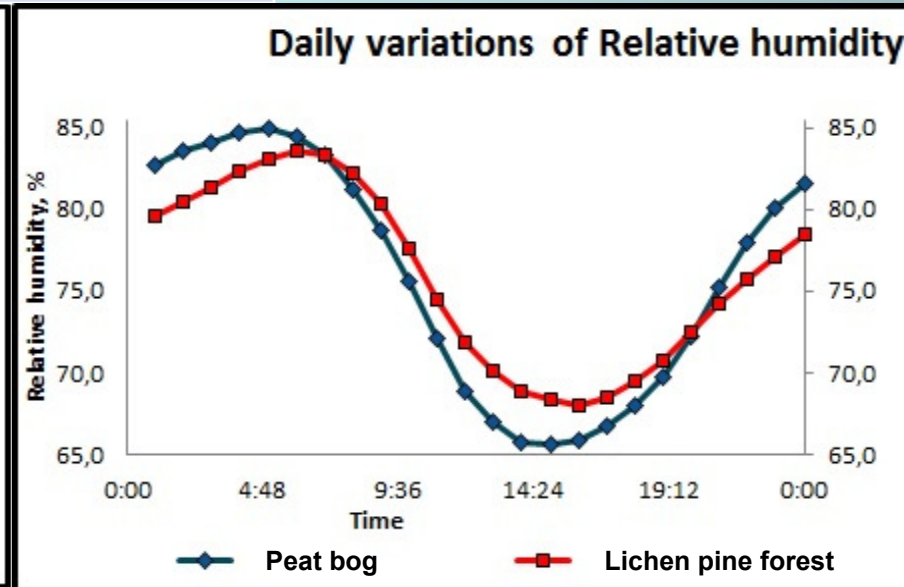 Daily variations of Relative humidity
Relative humidity, %
85,0
80,0
75,0
70,0
65,0
85,0
80,0
75,0
70,0
65,0
0:00 4:48 9:36 14:24 19:12 0:00
Time
Peat bog Lichen pine forest